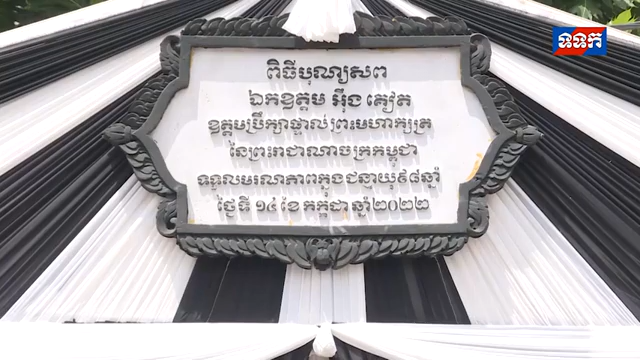 ទទក
ពិធីបុណ្យសព
ឯកឧត្តម អ៊ឹង គៀត
ឧត្តមប្រឹក្សាផ្ទាល់ព្រះមហាក្សត្រ
នៃព្រះរាជាណាចក្រកម្ពុជា
ទទួលមរណភាពក្នុងជន្មាយុ៩៨ឆ្នាំ
ថ្ងៃទី ១៤ ខែ កក្កដា ឆ្នាំ២០២២